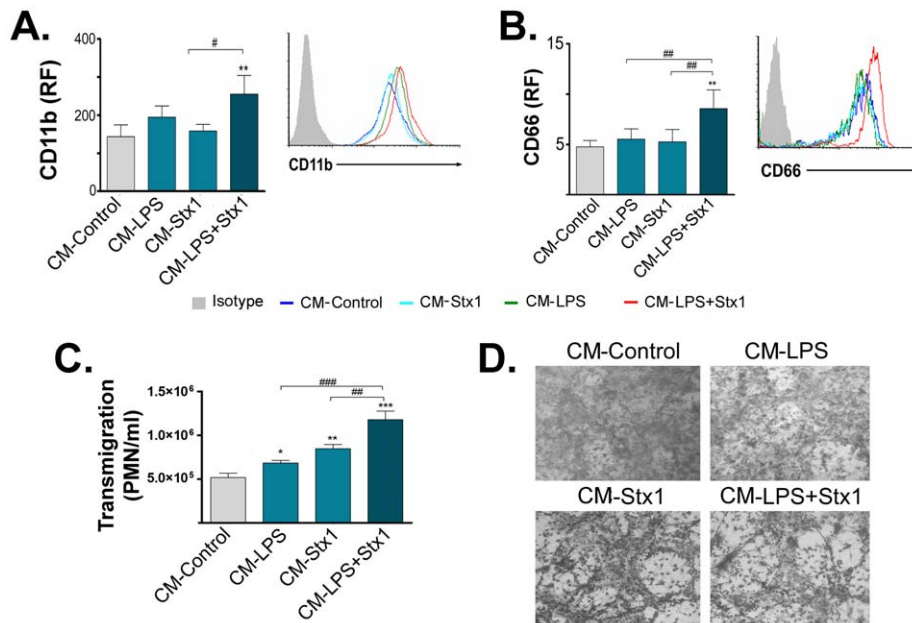 A.
CD11b (RF)
400
200
0
#
**
CM-Control
CM-LPS
CM-Stx1
CM-LPS+Stx1
CD11b
B.
CD66 (RF)
15
5
0
##
##
**
CM-Control
CM-LPS
CM-Stx1
CM-LPS+Stx1
CD66
Isotype CM-Control CM-Stx1 CM-LPS CM-LPS+Stx1
C.
Transmigration
(PMN/ml)
1.5×10⁶
1.0×10⁶
5.0×10⁵
###
##
*
**
***
CM-Control
CM-LPS
CM-Stx1
CM-LPS+Stx1
D.
CM-Control CM-LPS
CM-Stx1 CM-LPS+Stx1